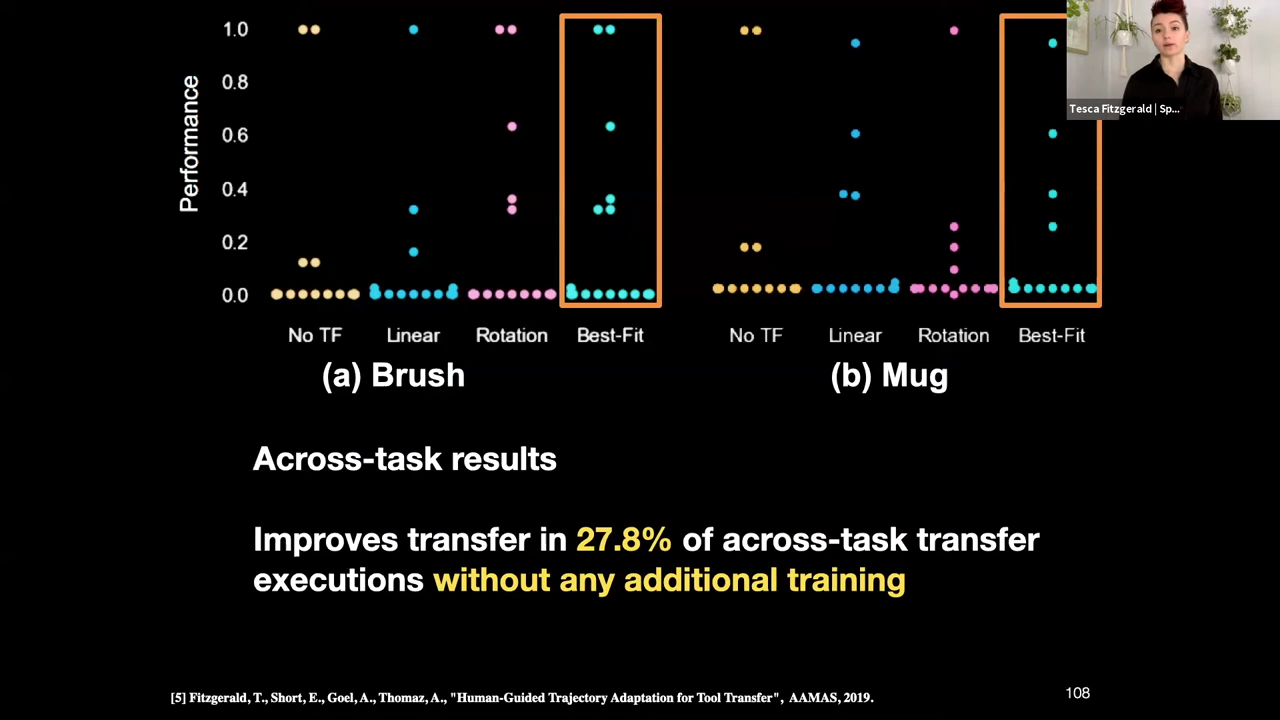 Performance
1.0
0.8
0.6
0.4
0.2
0.0
No TF Linear Rotation Best-Fit
No TF Linear Rotation Best-Fit
(a) Brush
(b) Mug
Tesca Fitzgerald | Sp...
Across-task results
Improves transfer in 27.8% of across-task transfer
executions without any additional training
[5] Fitzgerald, T., Short, E., Goel, A., Thomaz, A., "Human-Guided Trajectory Adaptation for Tool Transfer", AAMAS, 2019.
108